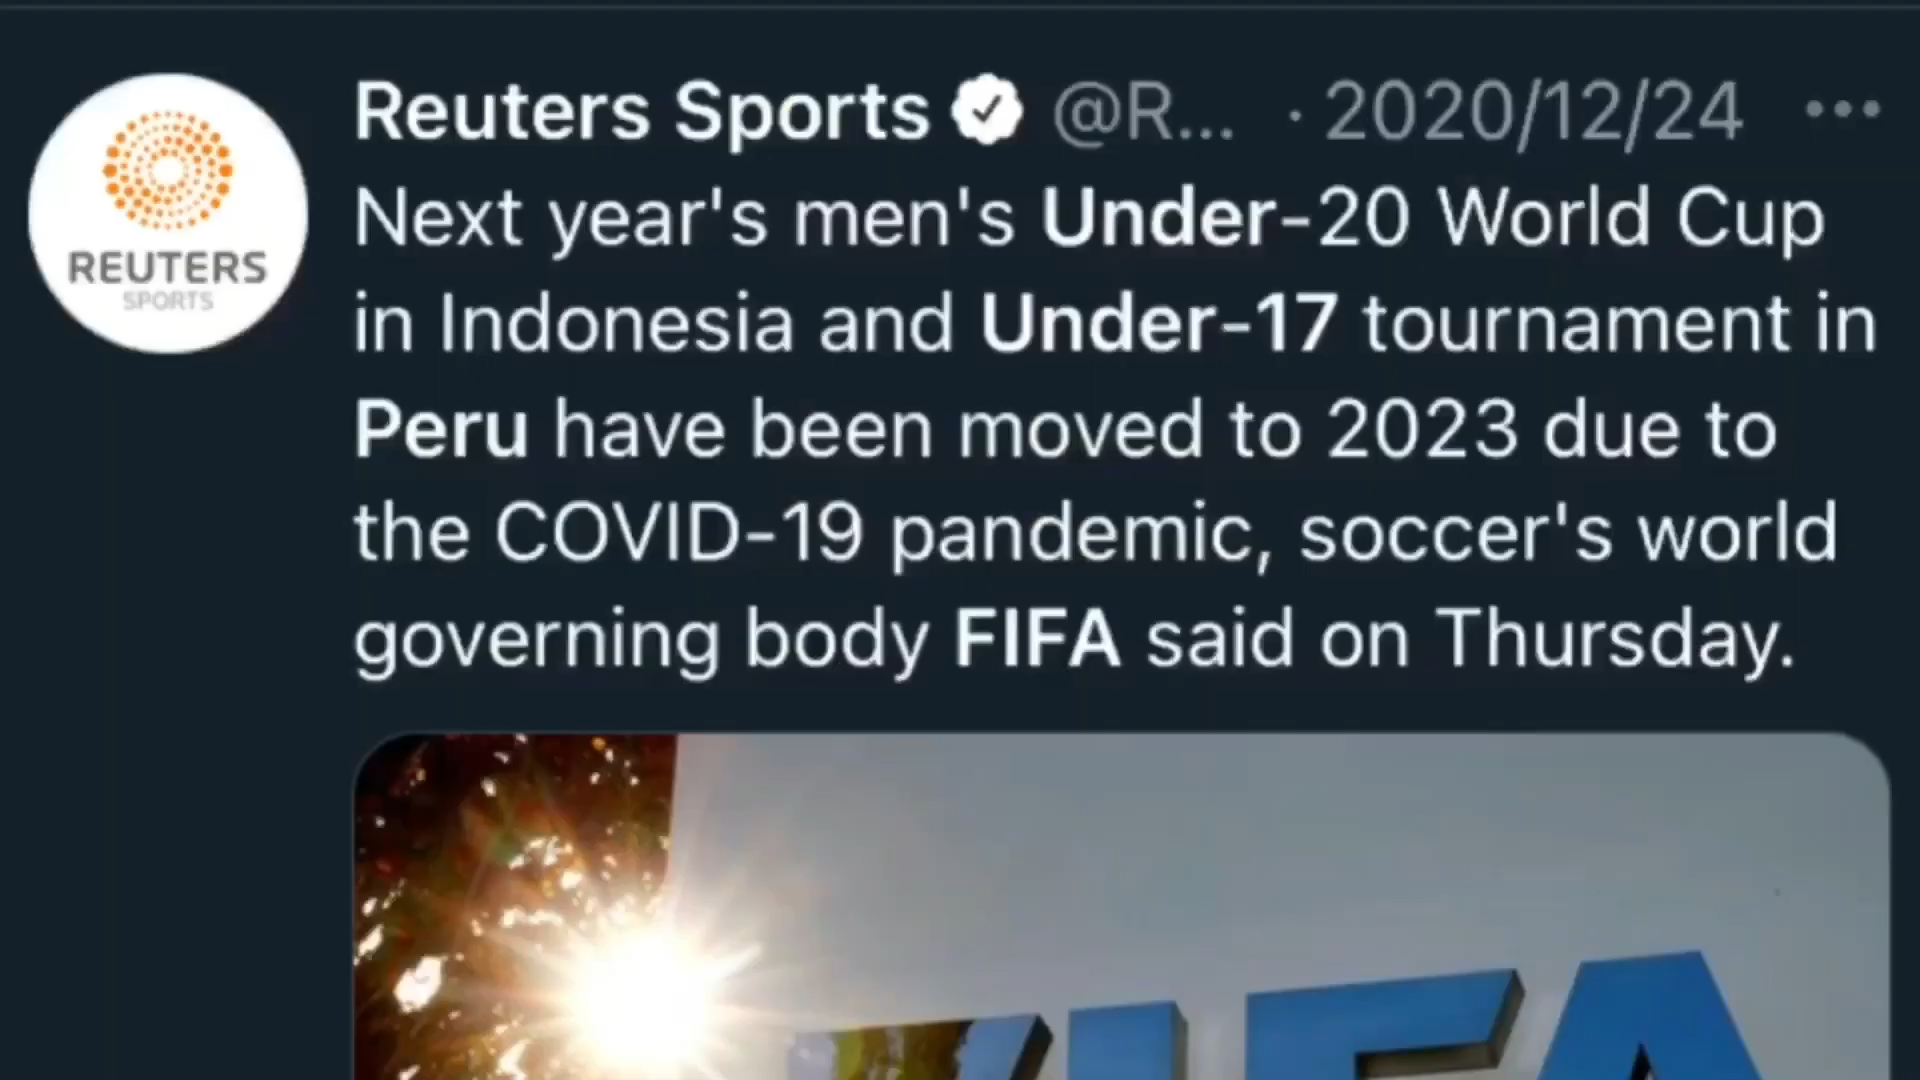 Reuters Sports @R... · 2020/12/24 ...
Next year's men's Under-20 World Cup
in Indonesia and Under-17 tournament in
Peru have been moved to 2023 due to
the COVID-19 pandemic, soccer's world
governing body FIFA said on Thursday.
REUTERS
SPORTS
FIFA